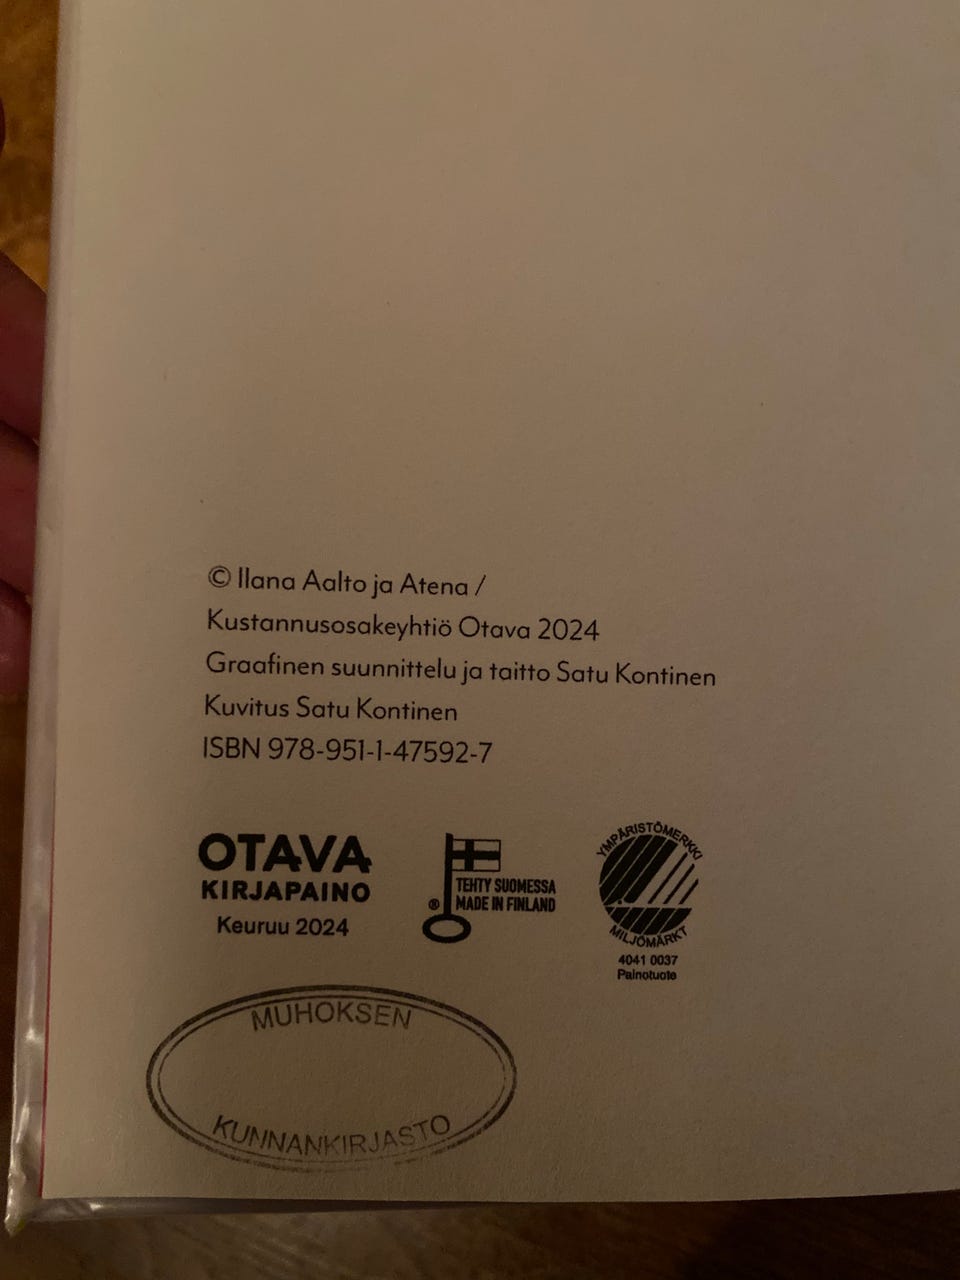 © Ilana Aalto ja Atena /
Kustannusosakeyhtiö Otava 2024
Graafinen suunnittelu ja taitto Satu Kontinen
Kuvitus Satu Kontinen
ISBN 978-951-1-47592-7
OTAVA
KIRJAPAINO
Keuruu 2024
TEHTY SUOMESSA
® MADE IN FINLAND
YMPÄRISTÖMERKKI
MILJÖMÄRKT
4041 0037
Painotuote
MUHOKSEN
KUNNANKIRJASTO